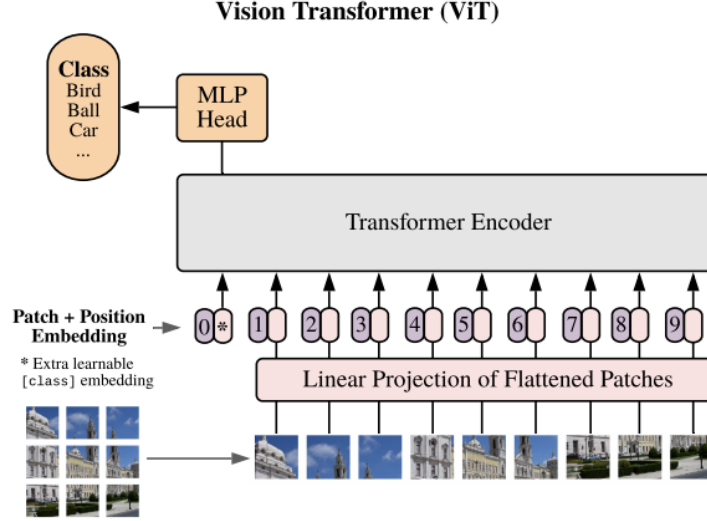 Vision Transformer (ViT)
Class
Bird
Ball
Car
...
MLP
Head
Transformer Encoder
Patch + Position
Embedding
0 * 1 2 3 4 5 6 7 8 9
* Extra learnable
[class] embedding
Linear Projection of Flattened Patches